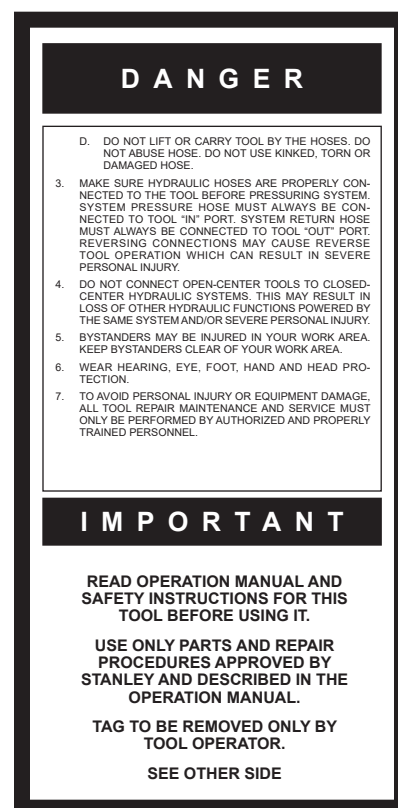 DANGER
D. DO NOT LIFT OR CARRY TOOL BY THE HOSES. DO
NOT ABUSE HOSE. DO NOT USE KINKED, TORN OR
DAMAGED HOSE.
3. MAKE SURE HYDRAULIC HOSES ARE PROPERLY CON-
NECTED TO THE TOOL BEFORE PRESSURING SYSTEM.
SYSTEM PRESSURE HOSE MUST ALWAYS BE CON-
NECTED TO TOOL “IN” PORT. SYSTEM RETURN HOSE
MUST ALWAYS BE CONNECTED TO TOOL “OUT” PORT.
REVERSING CONNECTIONS MAY CAUSE REVERSE
TOOL OPERATION WHICH CAN RESULT IN SEVERE
PERSONAL INJURY.
4. DO NOT CONNECT OPEN-CENTER TOOLS TO CLOSED-
CENTER HYDRAULIC SYSTEMS. THIS MAY RESULT IN
LOSS OF OTHER HYDRAULIC FUNCTIONS POWERED BY
THE SAME SYSTEM AND/OR SEVERE PERSONAL INJURY.
5. BYSTANDERS MAY BE INJURED IN YOUR WORK AREA.
KEEP BYSTANDERS CLEAR OF YOUR WORK AREA.
6. WEAR HEARING, EYE, FOOT, HAND AND HEAD PRO-
TECTION.
7. TO AVOID PERSONAL INJURY OR EQUIPMENT DAMAGE,
ALL TOOL REPAIR MAINTENANCE AND SERVICE MUST
ONLY BE PERFORMED BY AUTHORIZED AND PROPERLY
TRAINED PERSONNEL.
IMPORTANT
READ OPERATION MANUAL AND
SAFETY INSTRUCTIONS FOR THIS
TOOL BEFORE USING IT.
USE ONLY PARTS AND REPAIR
PROCEDURES APPROVED BY
STANLEY AND DESCRIBED IN THE
OPERATION MANUAL.
TAG TO BE REMOVED ONLY BY
TOOL OPERATOR.
SEE OTHER SIDE